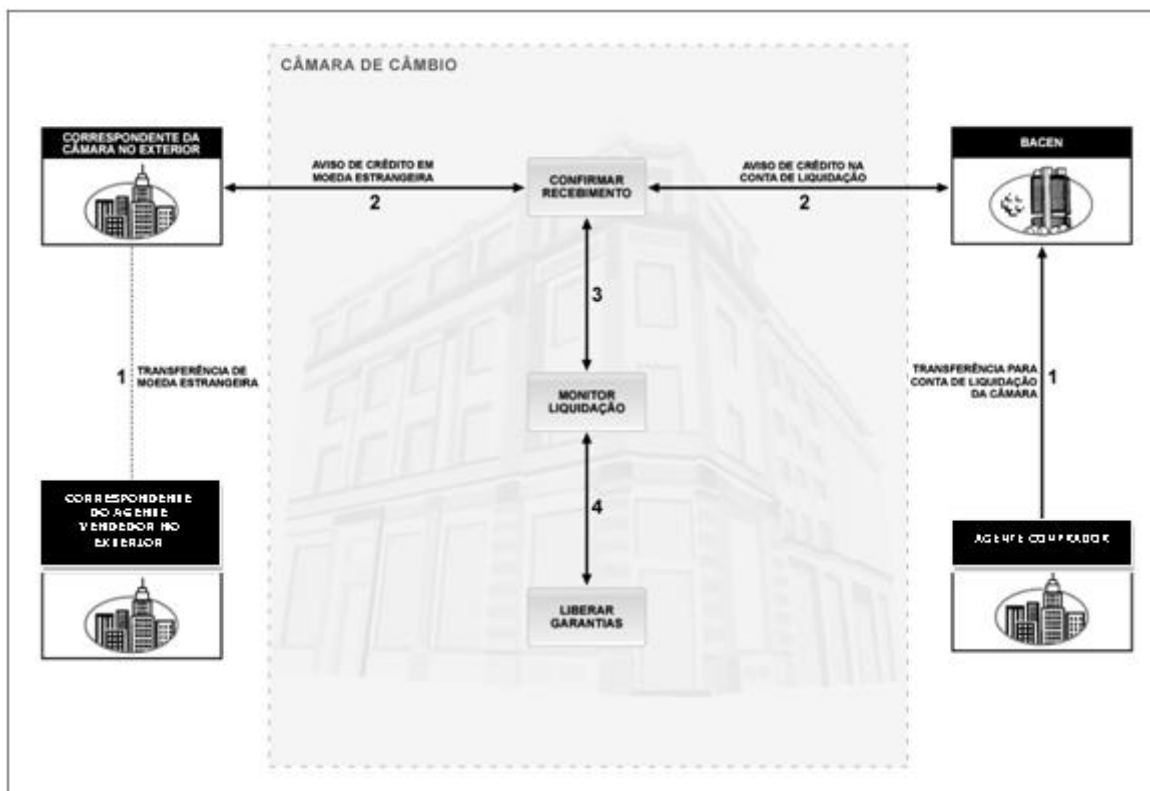 CÂMARA DE CÂMBIO
CORRESPONDENTE DA
CÂMARA NO EXTERIOR
AVISO DE CRÉDITO EM
MOEDA ESTRANGEIRA
2
CONFIRMAR
RECEBIMENTO
AVISO DE CRÉDITO NA
CONTA DE LIQUIDAÇÃO
2
BACEN
3
1
TRANSFERÊNCIA DE
MOEDA ESTRANGEIRA
MONITOR
LIQUIDAÇÃO
TRANSFERÊNCIA PARA
CONTA DE LIQUIDAÇÃO
DA CÂMARA
1
4
CORRESPONDENTE
DO AGENTE
VENDEDOR NO
EXTERIOR
AGENTE COMPRADOR
LIBERAR
GARANTIAS